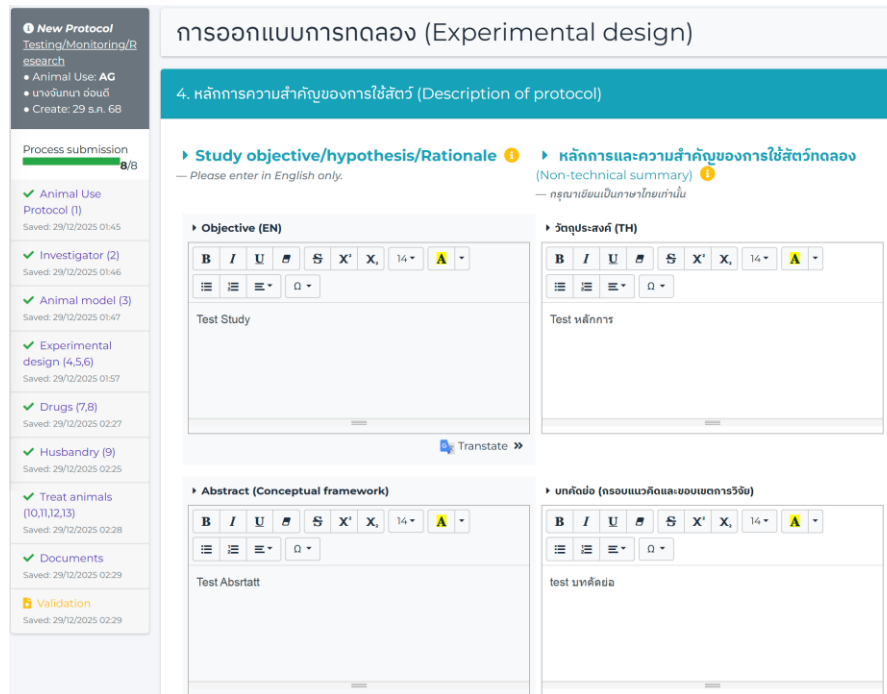 New Protocol
Testing/Monitoring/R
esearch
● Animal Use: AG
● นางจันทนา อ่อนดี
● Create: 29 ธ.ค. 68
Process submission
8/8
Animal Use
Protocol (1)
Saved: 29/12/2025 01:45
Investigator (2)
Saved: 29/12/2025 01:46
Animal model (3)
Saved: 29/12/2025 01:47
Experimental
design (4,5,6)
Saved: 29/12/2025 01:57
Drugs (7,8)
Saved: 29/12/2025 02:27
Husbandry (9)
Saved: 29/12/2025 02:25
Treat animals
(10,11,12,13)
Saved: 29/12/2025 02:28
Documents
Saved: 29/12/2025 02:29
Validation
Saved: 29/12/2025 02:29
การออกแบบการทดลอง (Experimental design)
4. หลักการความสำคัญของการใช้สัตว์ (Description of protocol)
Study objective/hypothesis/Rationale
— Please enter in English only.
หลักการและความสำคัญของการใช้สัตว์ทดลอง
(Non-technical summary)
— กรุณาเขียนเป็นภาษาไทยเท่านั้น
Objective (EN)
B I U S X² X, 14 A
Ω
Test Study
Translate »
วัตถุประสงค์ (TH)
B I U S X² X, 14 A
Ω
Test หลักการ
Abstract (Conceptual framework)
B I U S X² X, 14 A
Ω
Test Absrtatt
บทคัดย่อ (กรอบแนวคิดและขอบเขตการวิจัย)
B I U S X² X, 14 A
Ω
test บทคัดย่อ